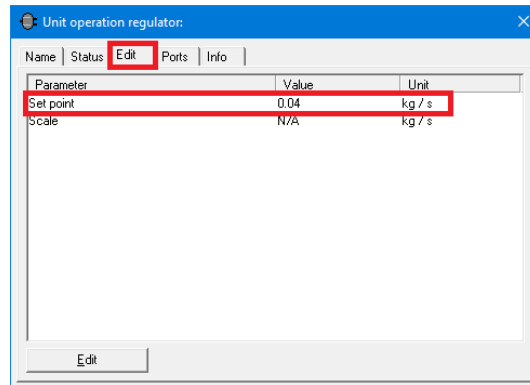 Unit operation regulator:
Name Status Edit Ports Info
Parameter Value Unit
Set point 0.04 kg / s
Scale N/A kg / s
Edit